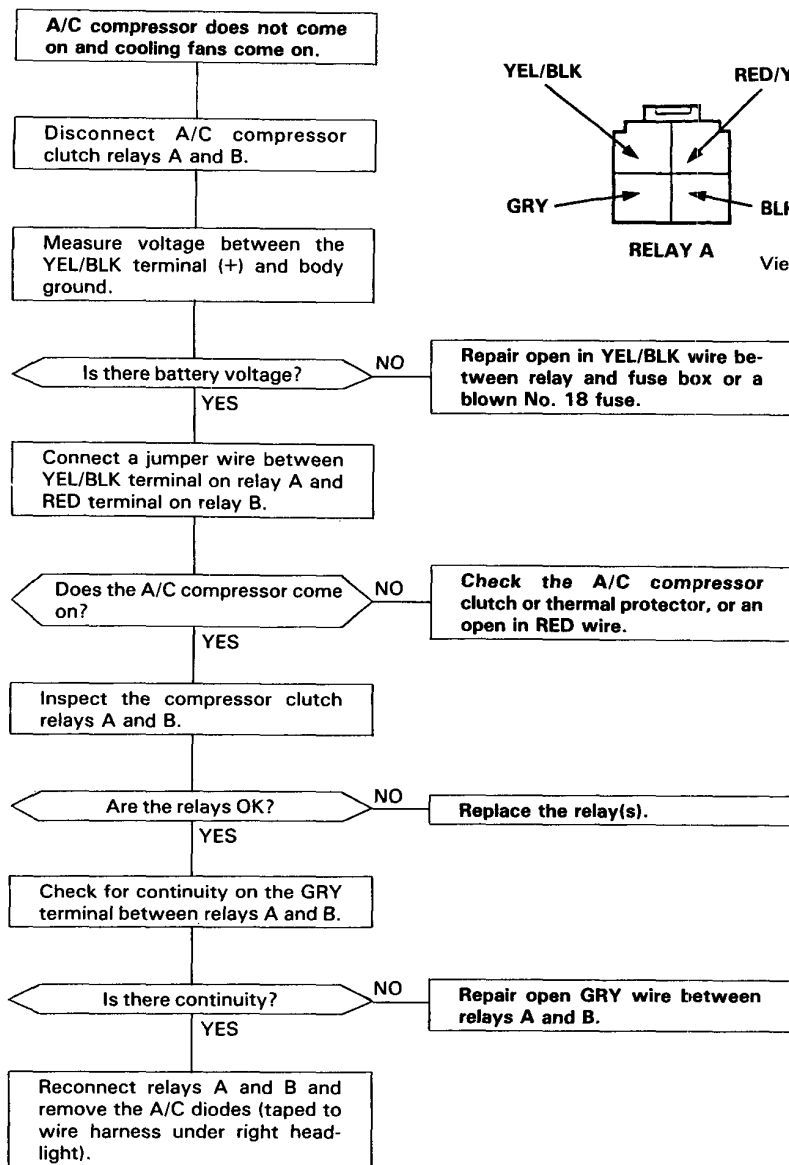 A/C compressor does not come
on and cooling fans come on.
Disconnect A/C compressor
clutch relays A and B.
Measure voltage between the
YEL/BLK terminal (+) and body
ground.
Is there battery voltage?
NO
Repair open in YEL/BLK wire be-
tween relay and fuse box or a
blown No. 18 fuse.
YES
Connect a jumper wire between
YEL/BLK terminal on relay A and
RED terminal on relay B.
Does the A/C compressor come
on?
NO
Check the A/C compressor
clutch or thermal protector, or an
open in RED wire.
YES
Inspect the compressor clutch
relays A and B.
Are the relays OK?
NO
Replace the relay(s).
YES
Check for continuity on the GRY
terminal between relays A and B.
Is there continuity?
NO
Repair open GRY wire between
relays A and B.
YES
Reconnect relays A and B and
remove the A/C diodes (taped to
wire harness under right head-
light).
YEL/BLK
RED/Y
GRY
BLK
RELAY A
Vie